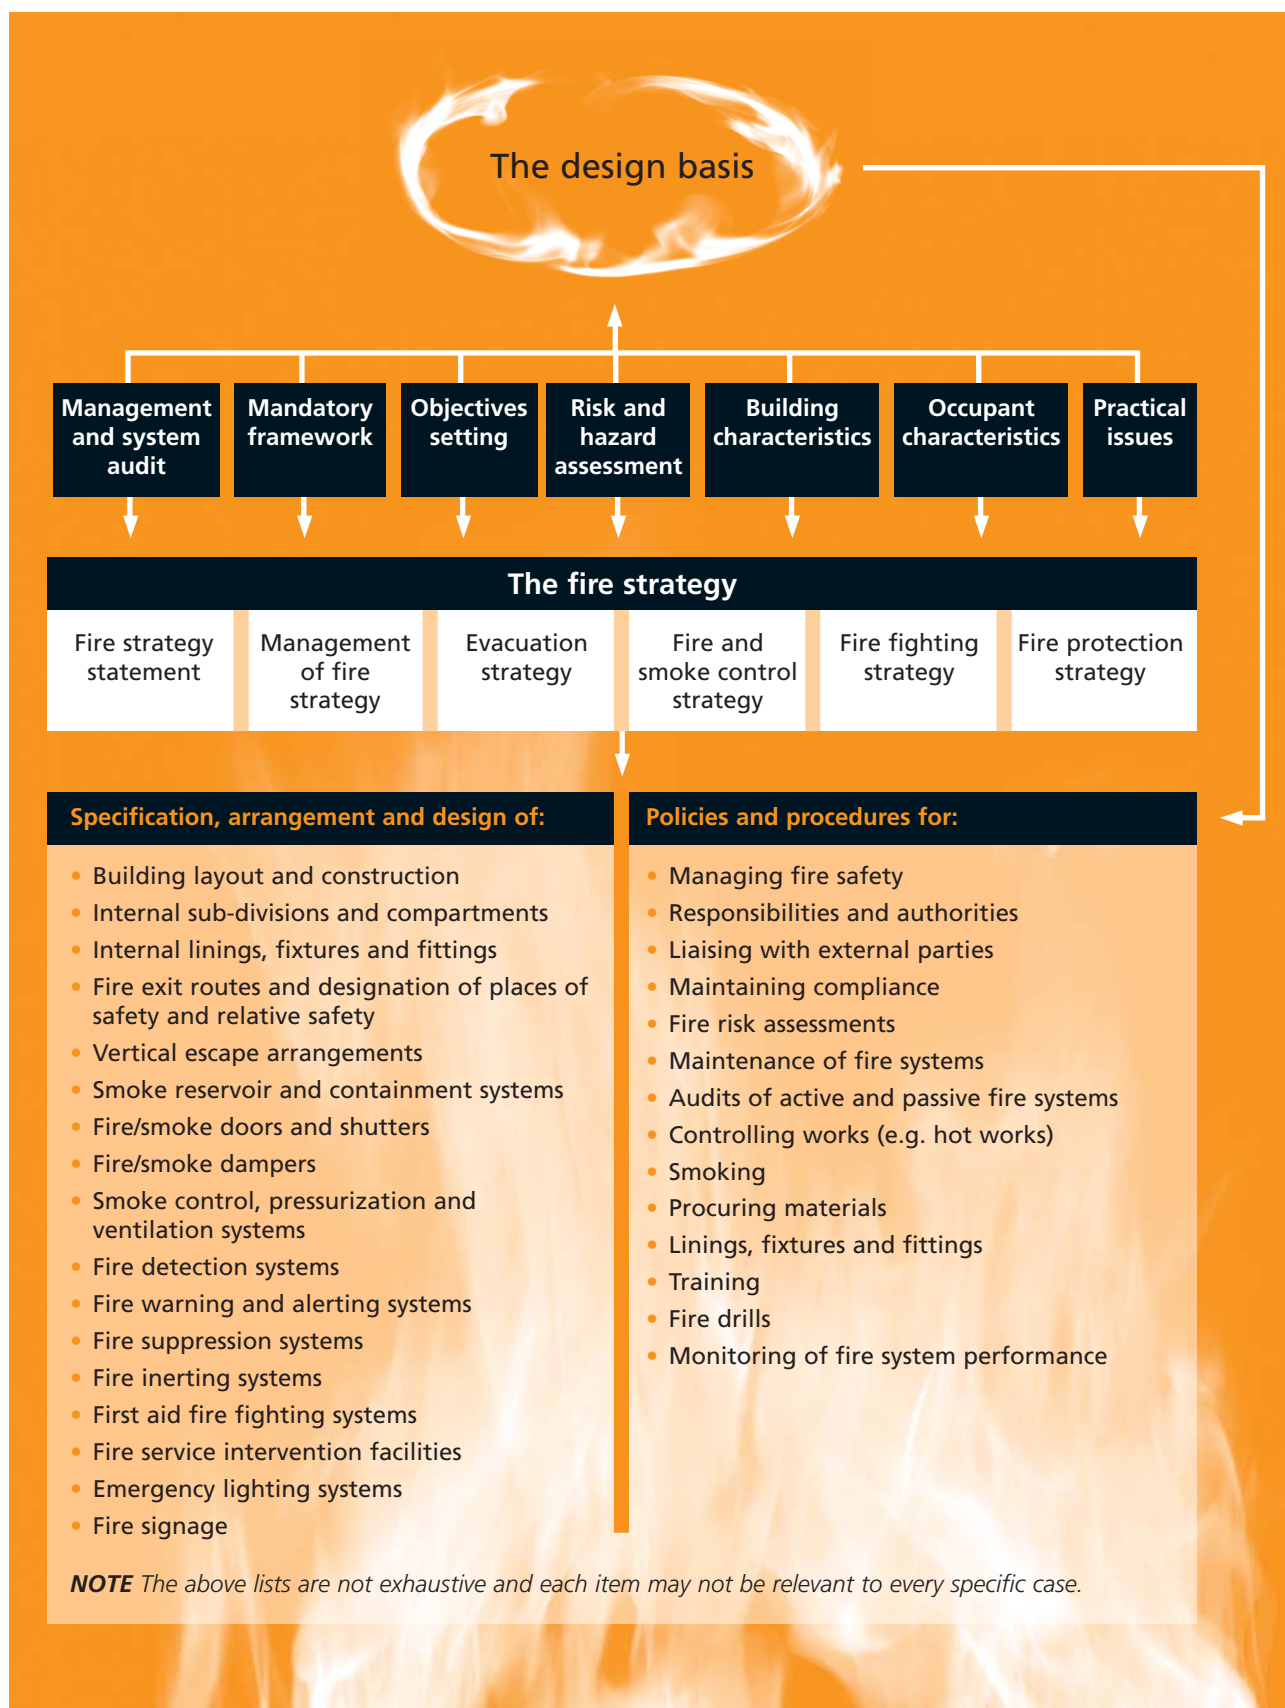 The design basis
Management
and system
audit
Mandatory
framework
Objectives
setting
Risk and
hazard
assessment
Building
characteristics
Occupant
characteristics
Practical
issues
The fire strategy
Fire strategy
statement
Management
of fire
strategy
Evacuation
strategy
Fire and
smoke control
strategy
Fire fighting
strategy
Fire protection
strategy
Specification, arrangement and design of:
• Building layout and construction
• Internal sub-divisions and compartments
• Internal linings, fixtures and fittings
• Fire exit routes and designation of places of
safety and relative safety
• Vertical escape arrangements
• Smoke reservoir and containment systems
• Fire/smoke doors and shutters
• Fire/smoke dampers
• Smoke control, pressurization and
ventilation systems
• Fire detection systems
• Fire warning and alerting systems
• Fire suppression systems
• Fire inerting systems
• First aid fire fighting systems
• Fire service intervention facilities
• Emergency lighting systems
• Fire signage
Policies and procedures for:
• Managing fire safety
• Responsibilities and authorities
• Liaising with external parties
• Maintaining compliance
• Fire risk assessments
• Maintenance of fire systems
• Audits of active and passive fire systems
• Controlling works (e.g. hot works)
• Smoking
• Procuring materials
• Linings, fixtures and fittings
• Training
• Fire drills
• Monitoring of fire system performance
NOTE The above lists are not exhaustive and each item may not be relevant to every specific case.